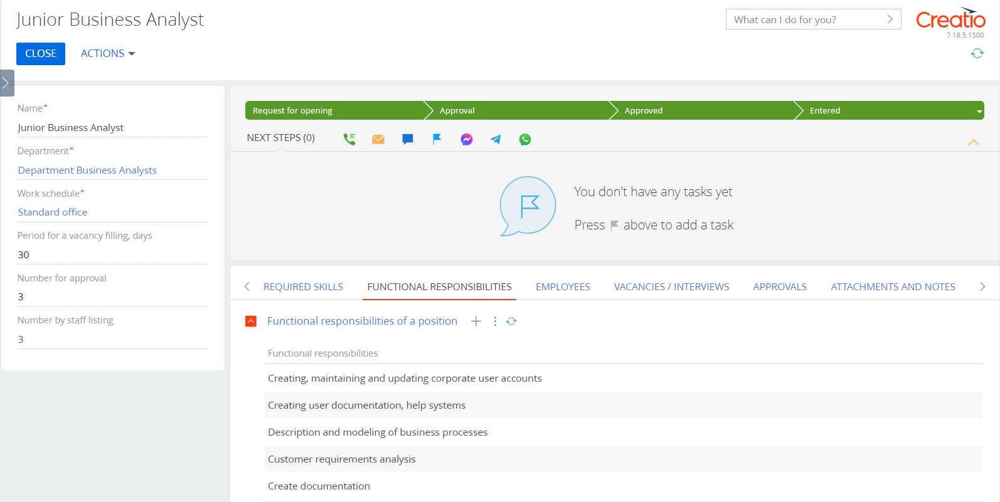 Junior Business Analyst
What can I do for you?
Creatio
7.18.5.1500
CLOSE
ACTIONS
Name*
Junior Business Analyst
Department*
Department Business Analysts
Work schedule*
Standard office
Period for a vacancy filling, days
30
Number for approval
3
Number by staff listing
3
Request for opening
Approval
Approved
Entered
NEXT STEPS (0)
You don't have any tasks yet
Press above to add a task
REQUIRED SKILLS
FUNCTIONAL RESPONSIBILITIES
EMPLOYEES
VACANCIES / INTERVIEWS
APPROVALS
ATTACHMENTS AND NOTES
Functional responsibilities of a position
Functional responsibilities
Creating, maintaining and updating corporate user accounts
Creating user documentation, help systems
Description and modeling of business processes
Customer requirements analysis
Create documentation